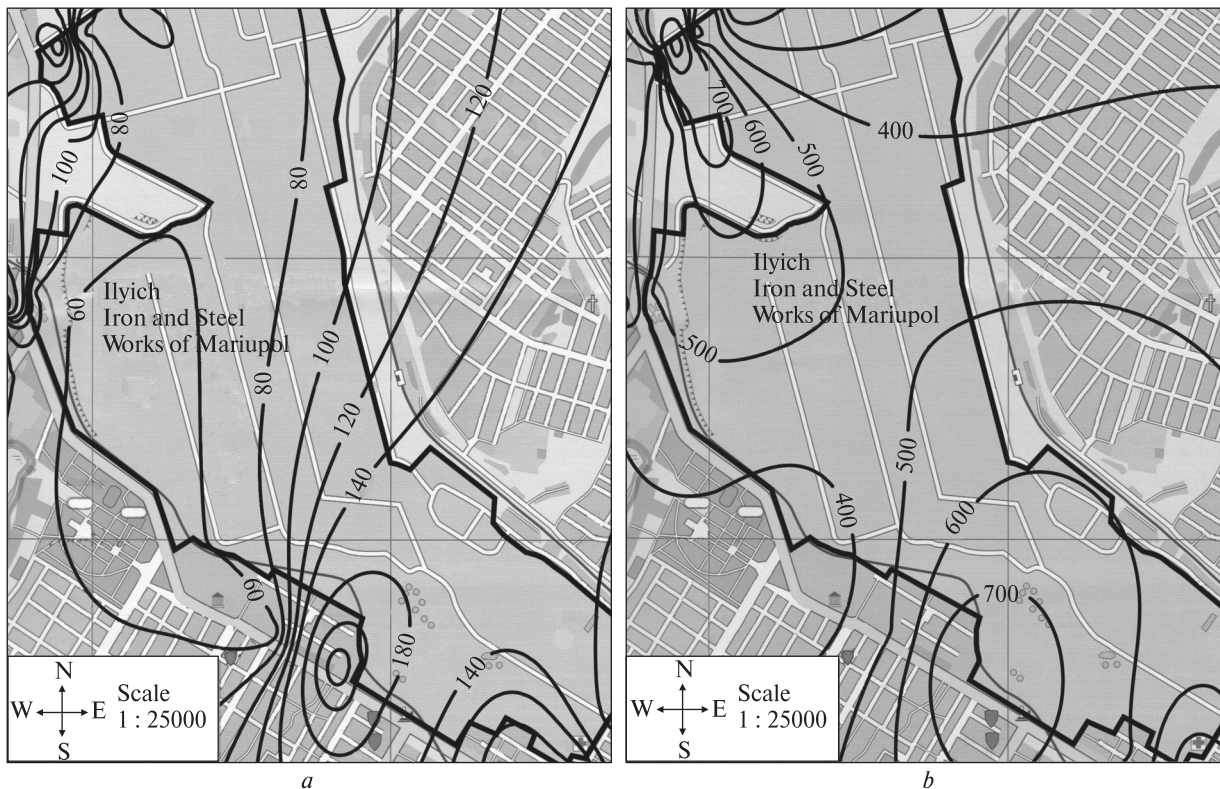 80
120
100
80
60
Ilyich
Iron and Steel
Works of Mariupol
100
80
120
140
60
180
140
N
W E
S
Scale
1 : 25000
a
700
600
500
400
Ilyich
Iron and Steel
Works of Mariupol
500
500
400
600
700
N
W E
S
Scale
1 : 25000
b